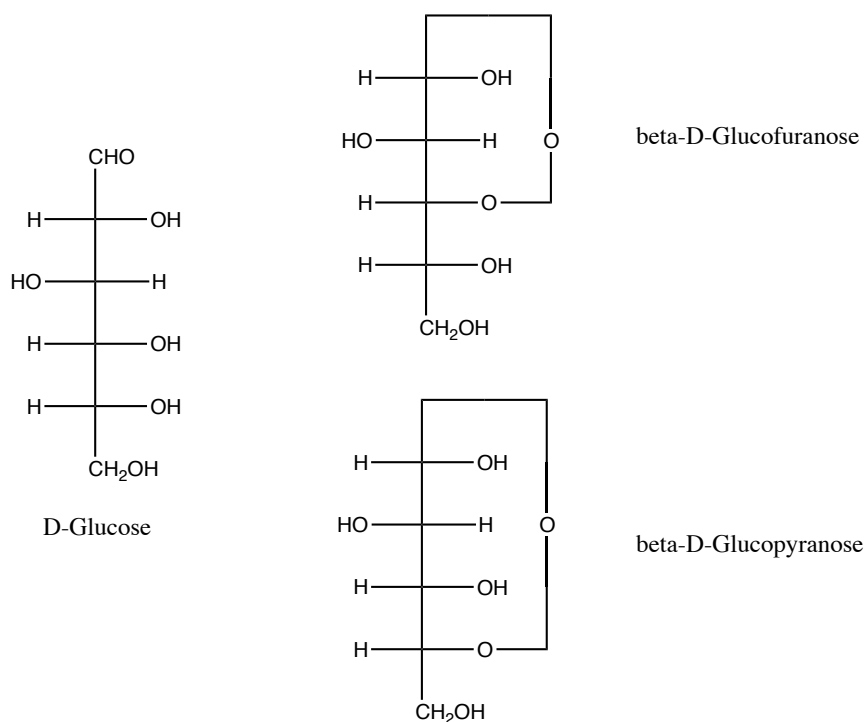 CHO
H OH
HO H
H OH
H OH
CH₂OH
D-Glucose
H OH
HO H O
H O
H OH
CH₂OH
beta-D-Glucofuranose
H OH
HO H O
H OH
H O
CH₂OH
beta-D-Glucopyranose